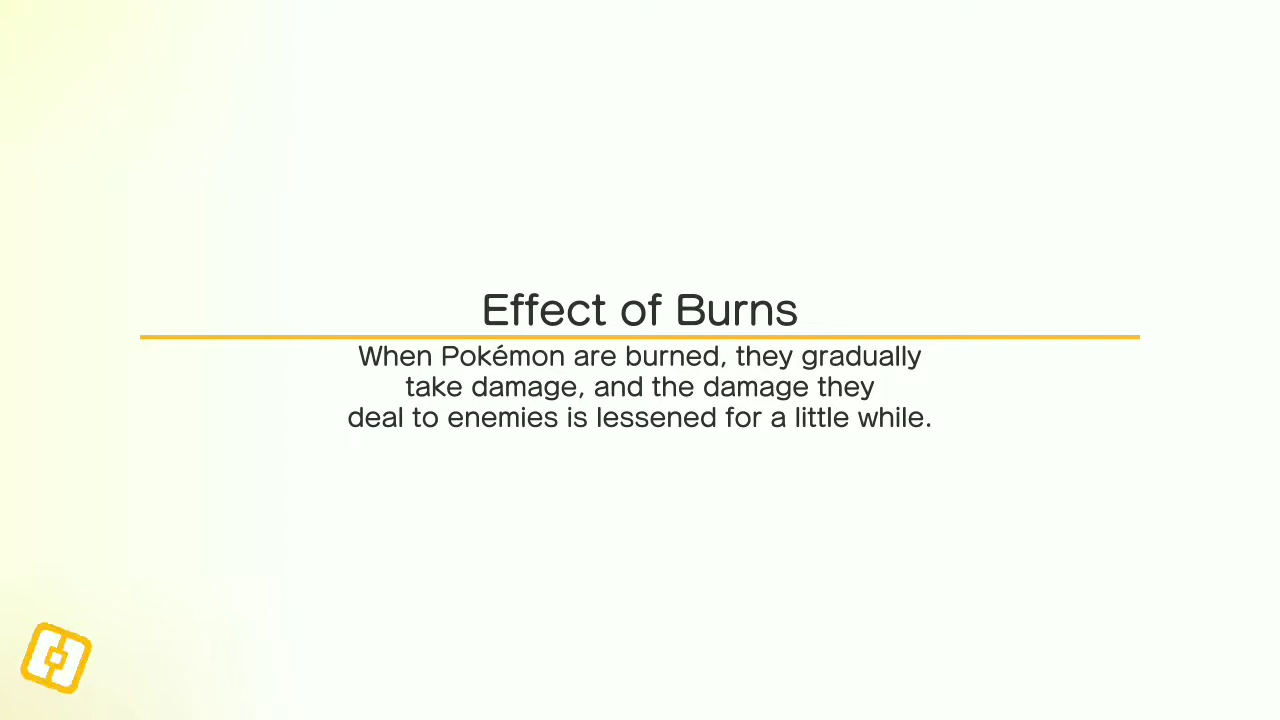 Effect of Burns
When Pokémon are burned, they gradually
take damage, and the damage they
deal to enemies is lessened for a little while.